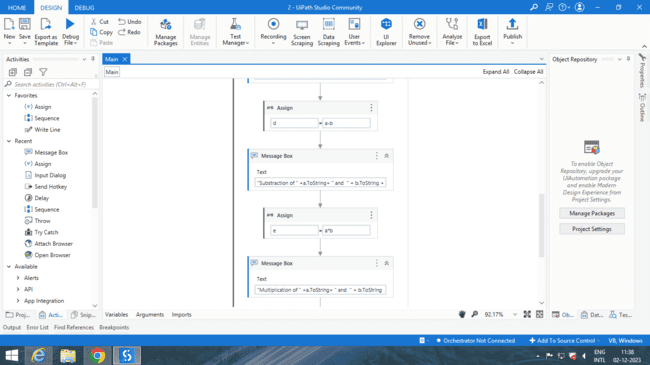 HOME DESIGN DEBUG Z - UiPath Studio Community
New Save Export as Template Debug File Cut Copy Paste Undo Redo Manage Packages Manage Entities Test Manager Recording Screen Scraping Data Scraping User Events UI Explorer Remove Unused Analyze File Export to Excel Publish
Activities
Search activities (Ctrl+Alt+F)
Favorites
Assign
Sequence
Write Line
Recent
Message Box
Assign
Input Dialog
Send Hotkey
Delay
Sequence
Throw
Try Catch
Attach Browser
Open Browser
Available
Alerts
API
App Integration
Proj... Acti... Snip...
Main
Main Expand All Collapse All
Assign
d = a-b
Message Box
Text
"Substraction of " +a.ToString+ " and " + b.ToString +
Assign
e = a*b
Message Box
Text
"Multiplication of " +a.ToString+ " and " + b.ToString
Variables Arguments Imports 92.17%
Object Repository
To enable Object
Repository, upgrade your
UIAutomation package
and enable Modern
Design Experience from
Project Settings.
Manage Packages
Project Settings
Ob... Dat... Tes...
Properties
Outline
Output Error List Find References Breakpoints
Orchestrator Not Connected Add To Source Control VB, Windows
ENG 11:38
INTL 02-12-2023